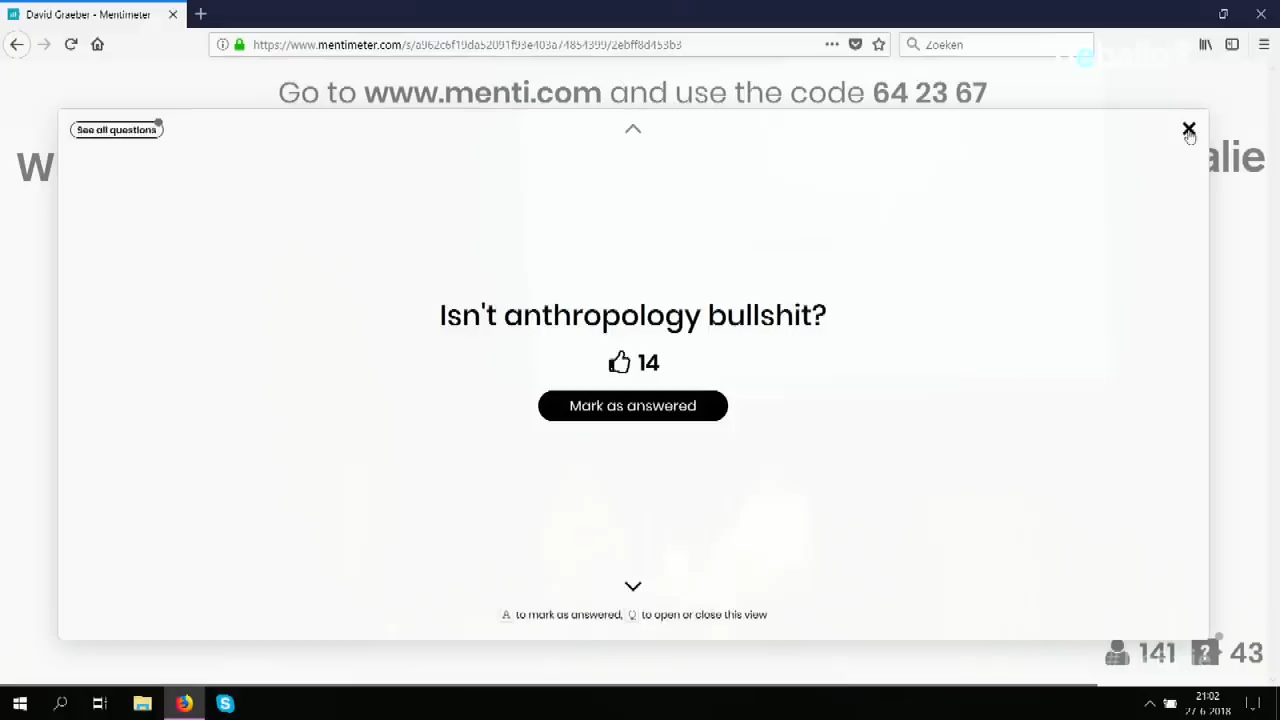 David Graeber - Mentimeter
https://www.mentimeter.com/s/a962c6f19da52091f93e403a74854399/2ebff8d453b3
Zoeken
Go to www.menti.com and use the code 64 23 67
See all questions
W
alie
Isn't anthropology bullshit?
14
Mark as answered
A to mark as answered, Q to open or close this view
141
43
21:02
27-6-2018